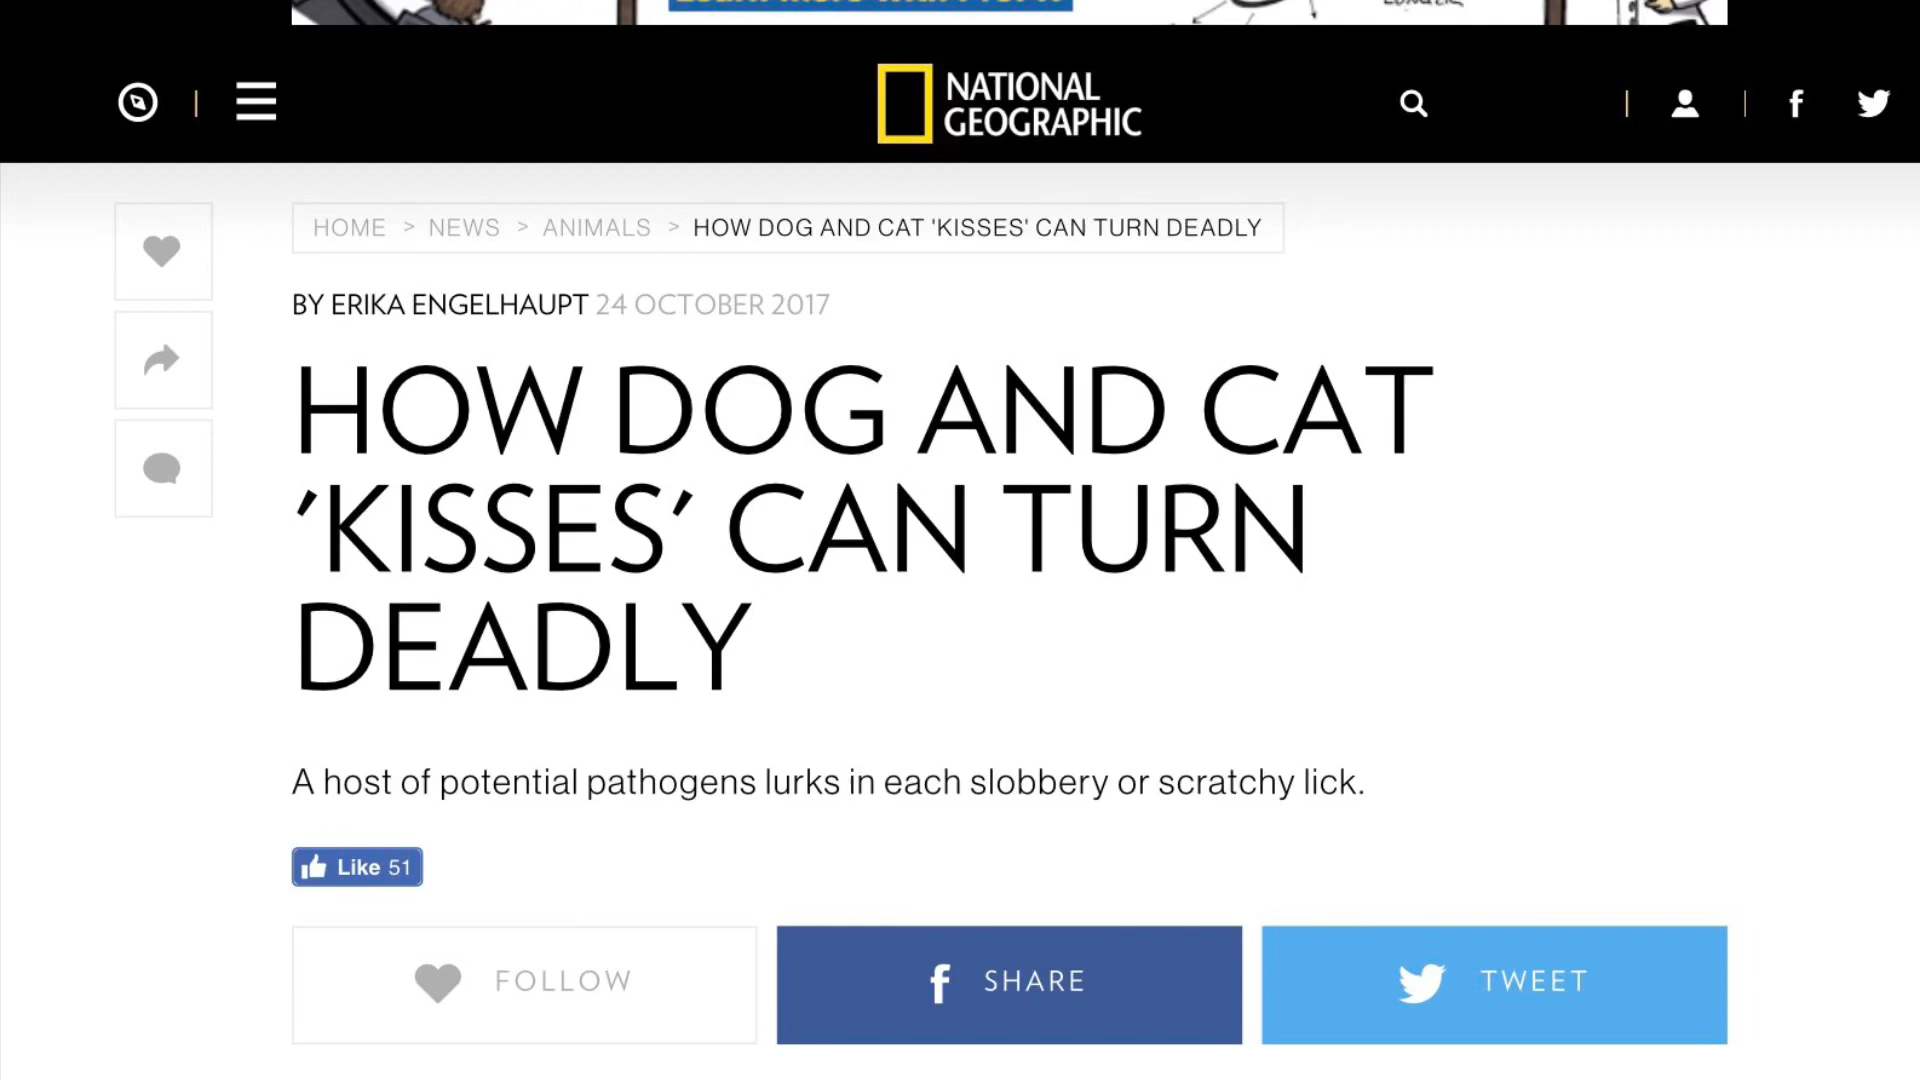 NATIONAL
GEOGRAPHIC
HOME > NEWS > ANIMALS > HOW DOG AND CAT 'KISSES' CAN TURN DEADLY
BY ERIKA ENGELHAUPT 24 OCTOBER 2017
HOW DOG AND CAT
'KISSES' CAN TURN
DEADLY
A host of potential pathogens lurks in each slobbery or scratchy lick.
Like 51
FOLLOW
SHARE
TWEET